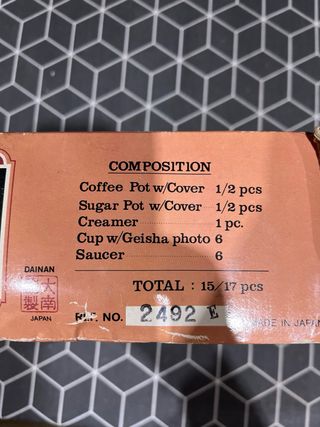 COMPOSITION
Coffee Pot w/Cover 1/2 pcs
Sugar Pot w/Cover 1/2 pcs
Creamer 1 pc.
Cup w/Geisha photo 6
Saucer 6
TOTAL : 15/17 pcs
DAINAN
大南
製
JAPAN
REF. NO. 2492 E
MADE IN JAPAN